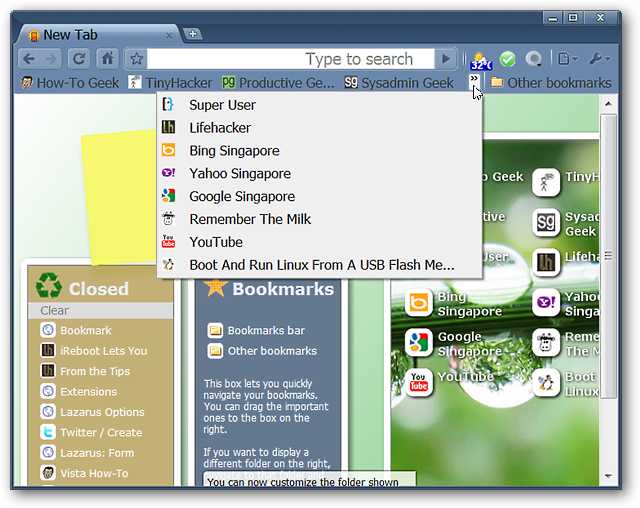 New Tab
Type to search
32°C
How-To Geek
TinyHacker
Productive Ge...
Sysadmin Geek
Other bookmarks
Super User
Lifehacker
Bing Singapore
Yahoo Singapore
Google Singapore
Remember The Milk
YouTube
Boot And Run Linux From A USB Flash Me...
Closed
Clear
Bookmark
iReboot Lets You
From the Tips
Extensions
Lazarus Options
Twitter / Create
Lazarus: Form
Vista How-To
Bookmarks
Bookmarks bar
Other bookmarks
This box lets you quickly
navigate your bookmarks.
You can drag the important
ones to the box on the
right.
If you want to display a
different folder on the right,
You can now customize the folder shown
Geek
TinyH
Sysad
Geek
Lifeha
Bing
Singapore
Yahoo
Singa
Google
Singapore
Reme
The M
YouTube
Boot
Linux